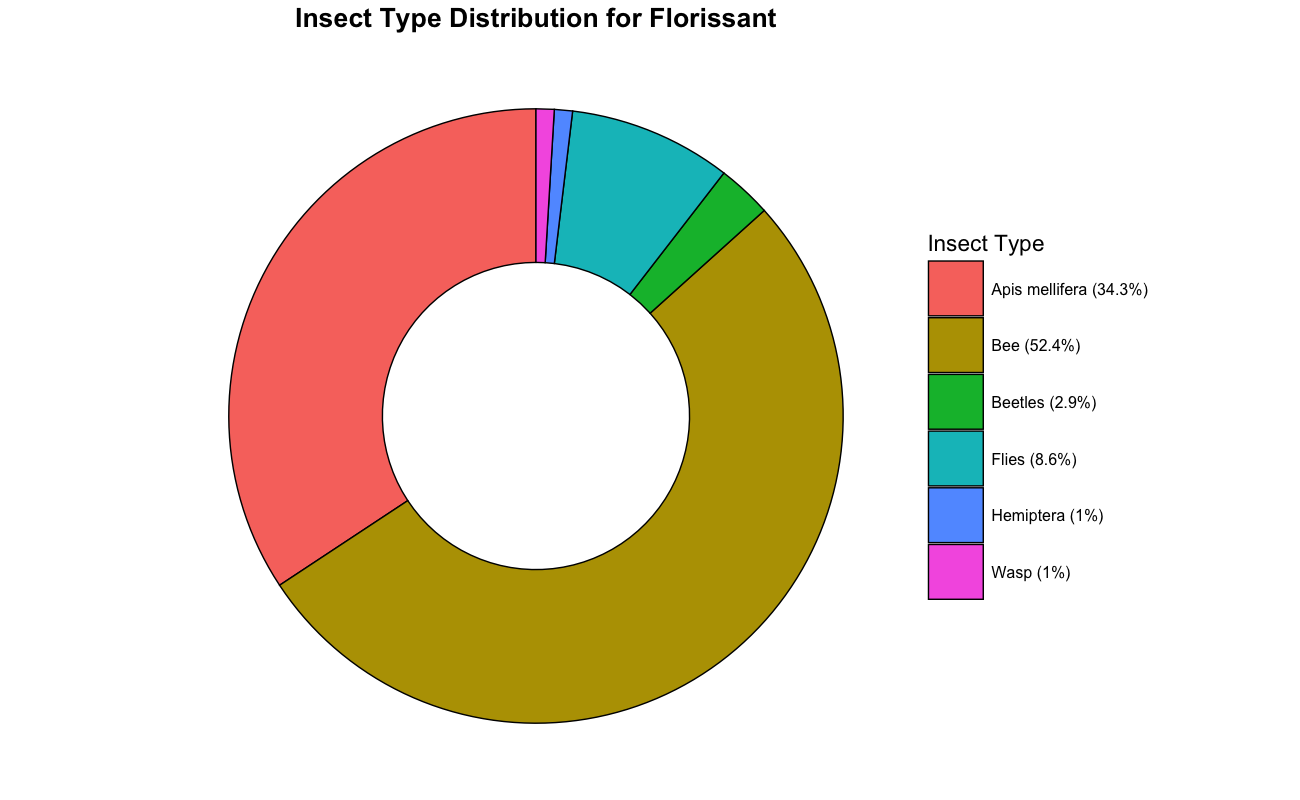 Insect Type Distribution for Florissant
Insect Type
Apis mellifera (34.3%)
Bee (52.4%)
Beetles (2.9%)
Flies (8.6%)
Hemiptera (1%)
Wasp (1%)